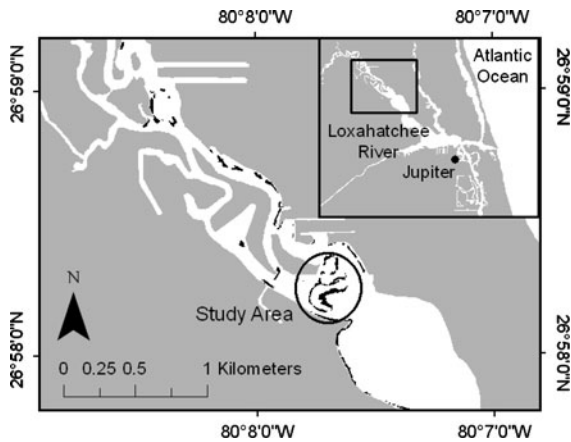 80°8'0"W 80°7'0"W
26°59'0"N
26°59'0"N
Atlantic
Ocean
Loxahatchee
River
Jupiter
N
Study Area
0 0.25 0.5 1 Kilometers
26°58'0"N
26°58'0"N
80°8'0"W 80°7'0"W